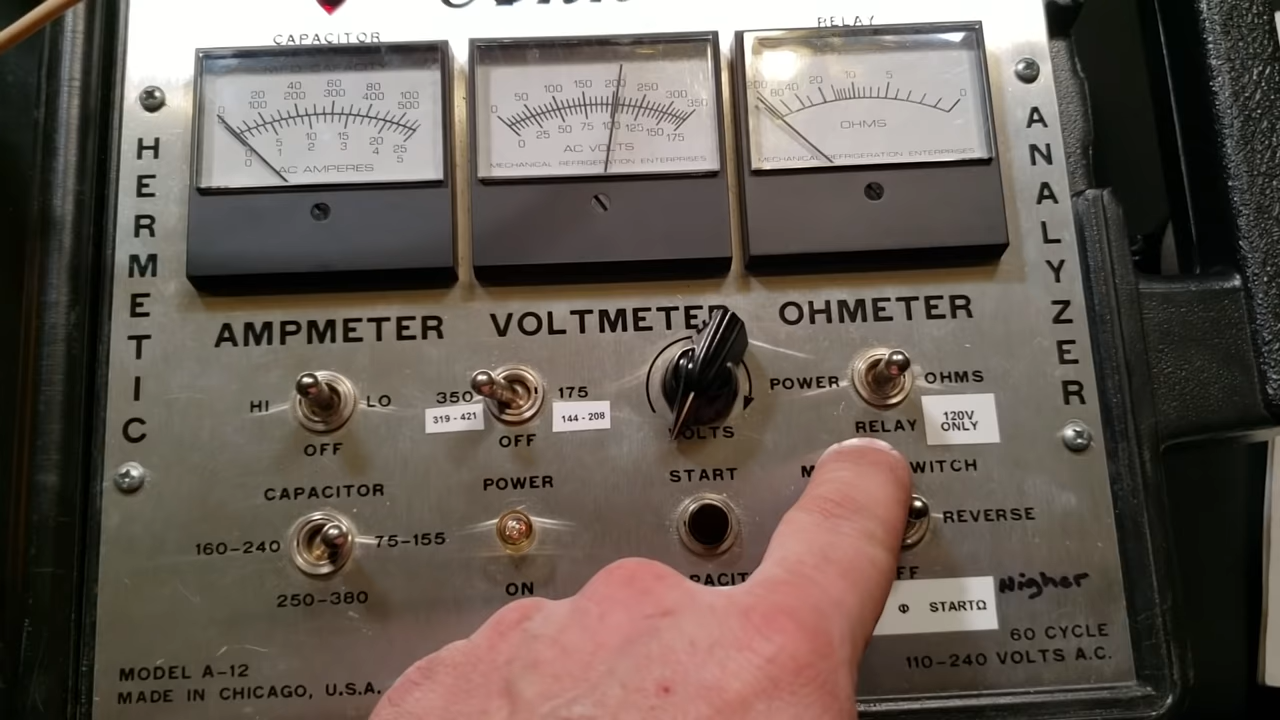 CAPACITOR
RELAY
MFD CAPACITY
20 40 60 80 100
0 100 200 300 400 500
0 5 10 15 20 25
1 2 3 4 5
AC AMPERES
0 50 100 150 200 250 300 350
0 25 50 75 100 125 150 175
AC VOLTS
MECHANICAL REFRIGERATION ENTERPRISES
200 80 40 20 10 5 0
OHMS
MECHANICAL REFRIGERATION ENTERPRISES
HERMETIC
ANALYZER
AMPMETER
VOLTMETER
OHMETER
HI
LO
OFF
350
175
319 - 421
144 - 208
OFF
VOLTS
POWER
OHMS
RELAY
120V
ONLY
CAPACITOR
160-240
75-155
250-380
POWER
ON
START
WITCH
REVERSE
Φ STARTΩ
Higher
60 CYCLE
110-240 VOLTS A.C.
MODEL A-12
MADE IN CHICAGO, U.S.A.